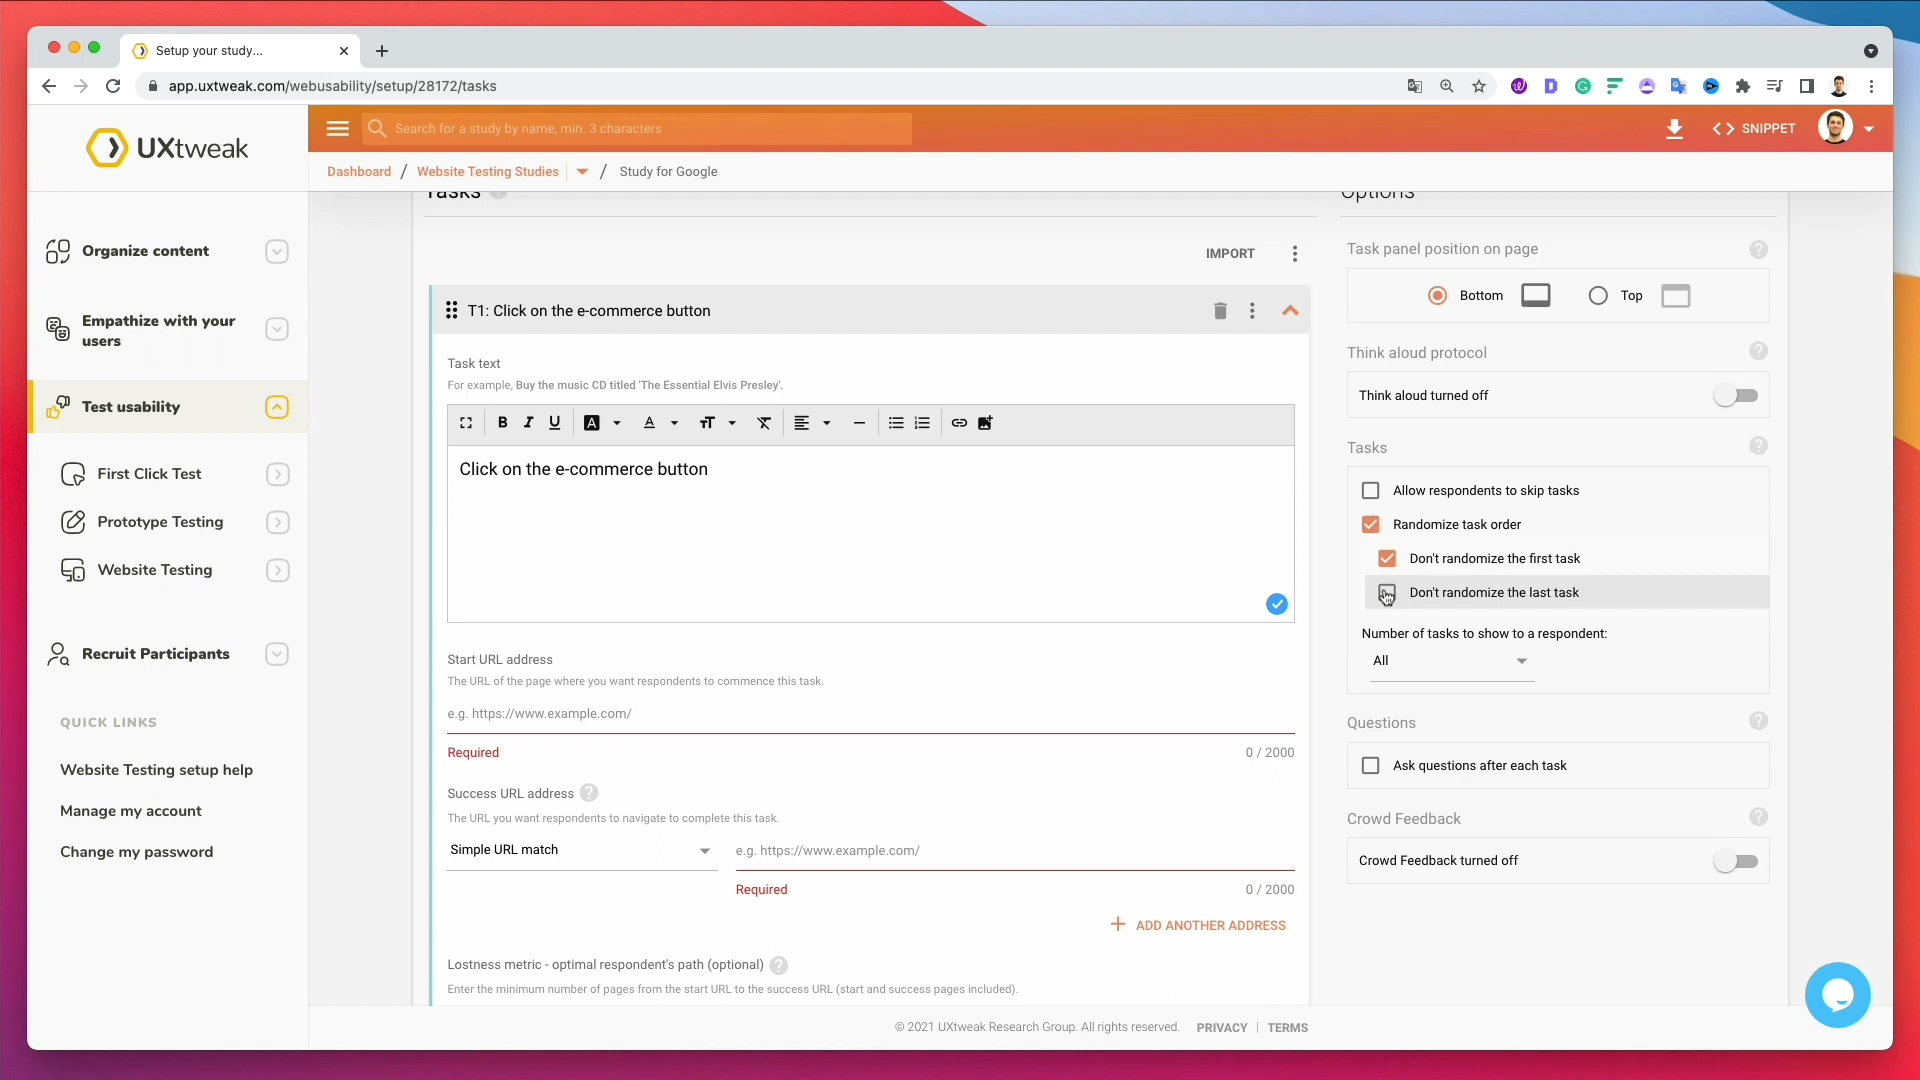 Setup your study...
app.uxtweak.com/webusability/setup/28172/tasks
UXtweak
Search for a study by name, min. 3 characters
SNIPPET
Dashboard / Website Testing Studies / Study for Google
Organize content
Empathize with your
users
Test usability
First Click Test
Prototype Testing
Website Testing
Recruit Participants
QUICK LINKS
Website Testing setup help
Manage my account
Change my password
Tasks
IMPORT
T1: Click on the e-commerce button
Task text
For example, Buy the music CD titled 'The Essential Elvis Presley'.
Click on the e-commerce button
Start URL address
The URL of the page where you want respondents to commence this task.
e.g. https://www.example.com/
Required 0 / 2000
Success URL address
The URL you want respondents to navigate to complete this task.
Simple URL match e.g. https://www.example.com/
Required 0 / 2000
ADD ANOTHER ADDRESS
Lostness metric - optimal respondent's path (optional)
Enter the minimum number of pages from the start URL to the success URL (start and success pages included).
Options
Task panel position on page
Bottom Top
Think aloud protocol
Think aloud turned off
Tasks
Allow respondents to skip tasks
Randomize task order
Don't randomize the first task
Don't randomize the last task
Number of tasks to show to a respondent:
All
Questions
Ask questions after each task
Crowd Feedback
Crowd Feedback turned off
© 2021 UXtweak Research Group. All rights reserved. PRIVACY | TERMS